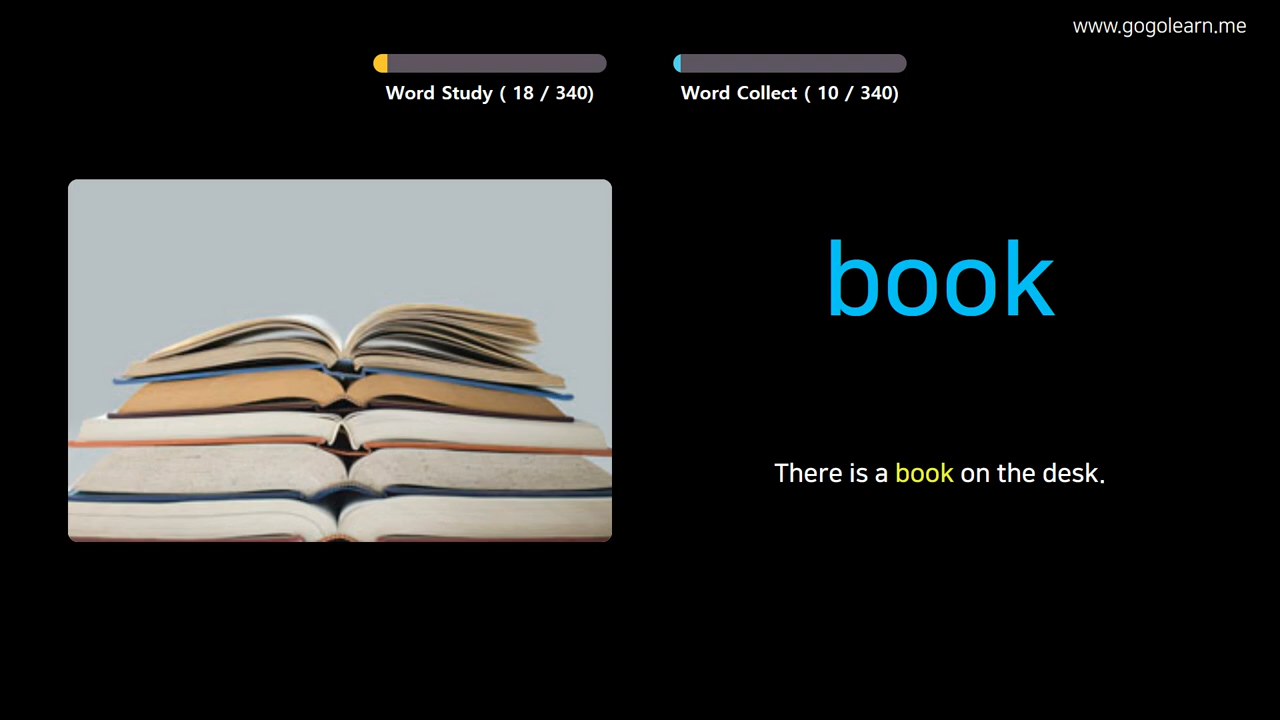 www.gogolearn.me
Word Study ( 18 / 340)
Word Collect ( 10 / 340)
book
There is a book on the desk.